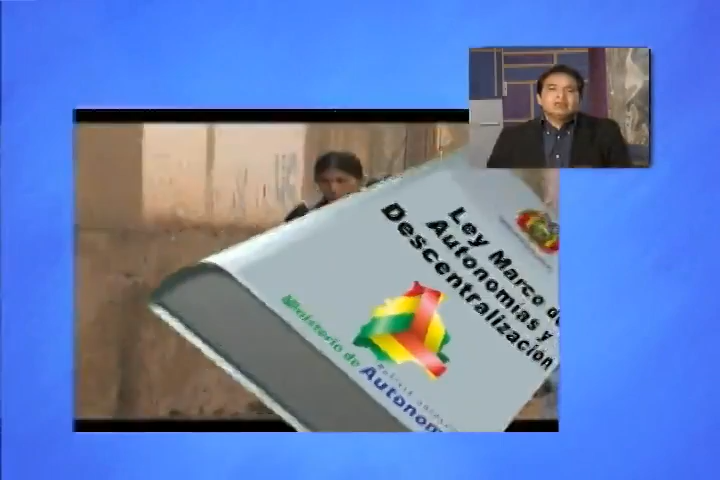 Ley Marco d
Autonomías y
Descentralización
Ministerio de
Autonom